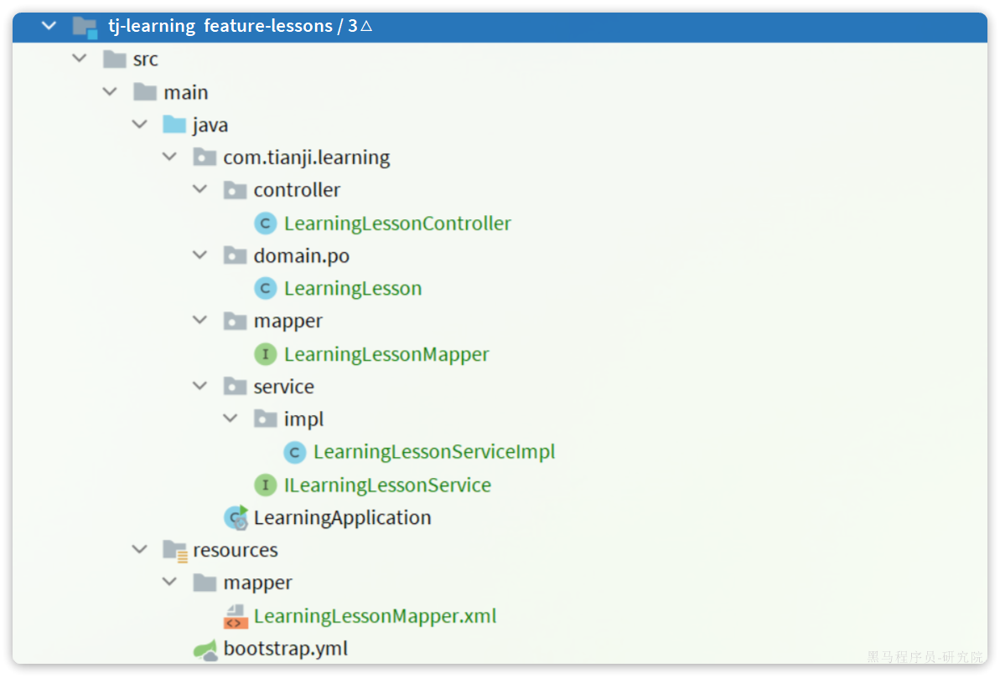 tj-learning feature-lessons / 3△
src
main
java
com.tianji.learning
controller
C LearningLessonController
domain.po
C LearningLesson
mapper
I LearningLessonMapper
service
impl
C LearningLessonServiceImpl
I ILearningLessonService
C LearningApplication
resources
mapper
<> LearningLessonMapper.xml
bootstrap.yml
黑马程序员-研究院